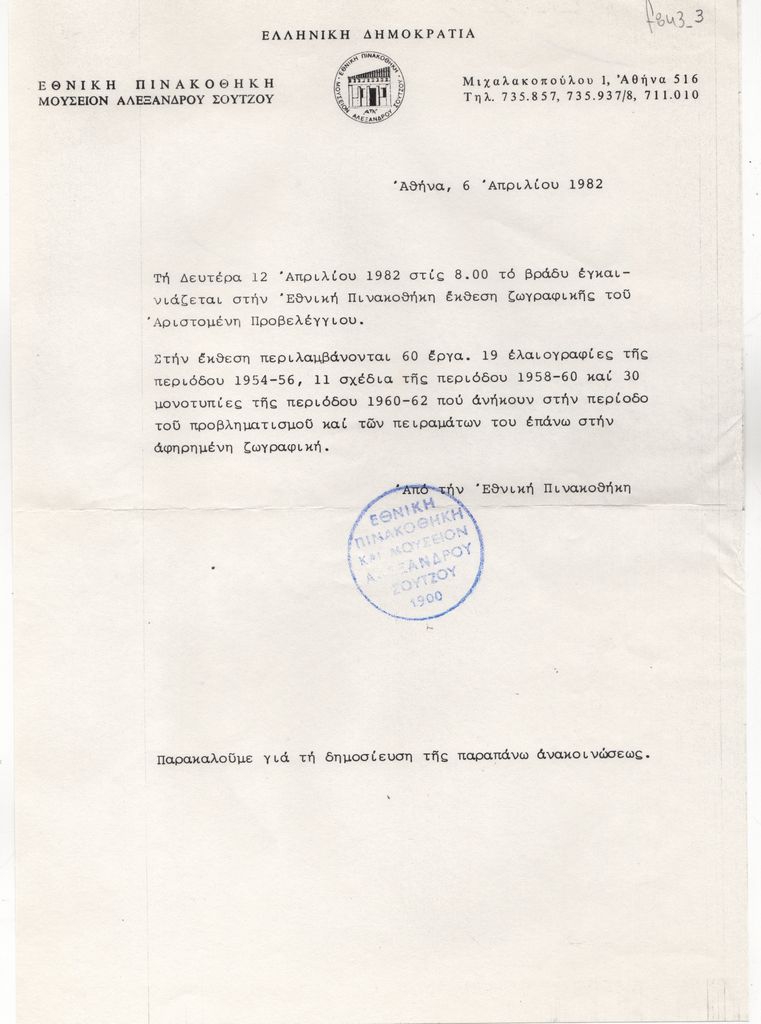 f843_3
ΕΛΛΗΝΙΚΗ ΔΗΜΟΚΡΑΤΙΑ
ΕΘΝΙΚΗ ΠΙΝΑΚΟΘΗΚΗ
ΜΟΥΣΕΙΟΝ ΑΛΕΞΑΝΔΡΟΥ ΣΟΥΤΖΟΥ
ΕΘΝΙΚΗ ΠΙΝΑΚΟΘΗΚΗ
ΜΟΥΣΕΙΟΝ ΑΛΕΞΑΝΔΡΟΥ ΣΟΥΤΖΟΥ
Μιχαλακοπούλου 1, Ἀθήνα 516
Τηλ. 735.857, 735.937/8, 711.010
Ἀθήνα, 6 Ἀπριλίου 1982
Τή Δευτέρα 12 Ἀπριλίου 1982 στίς 8.00 τό βράδυ ἐγκαι-
νιάζεται στήν Ἐθνική Πινακοθήκη ἔκθεση ζωγραφικῆς τοῦ
Ἀριστομένη Προβελέγγιου.
Στήν ἔκθεση περιλαμβάνονται 60 ἔργα. 19 ἐλαιογραφίες τῆς
περιόδου 1954-56, 11 σχέδια τῆς περιόδου 1958-60 καί 30
μονοτυπίες τῆς περιόδου 1960-62 πού ἀνήκουν στήν περίοδο
τοῦ προβληματισμοῦ καί τῶν πειραμάτων του ἐπάνω στήν
ἀφηρημένη ζωγραφική.
Ἀπό τήν Ἐθνική Πινακοθήκη
ΕΘΝΙΚΗ
ΠΙΝΑΚΟΘΗΚΗ
ΚΑΙ ΜΟΥΣΕΙΟΝ
ΑΛΕΞΑΝΔΡΟΥ
ΣΟΥΤΖΟΥ
1900
Παρακαλοῦμε γιά τή δημοσίευση τῆς παραπάνω ἀνακοινώσεως.